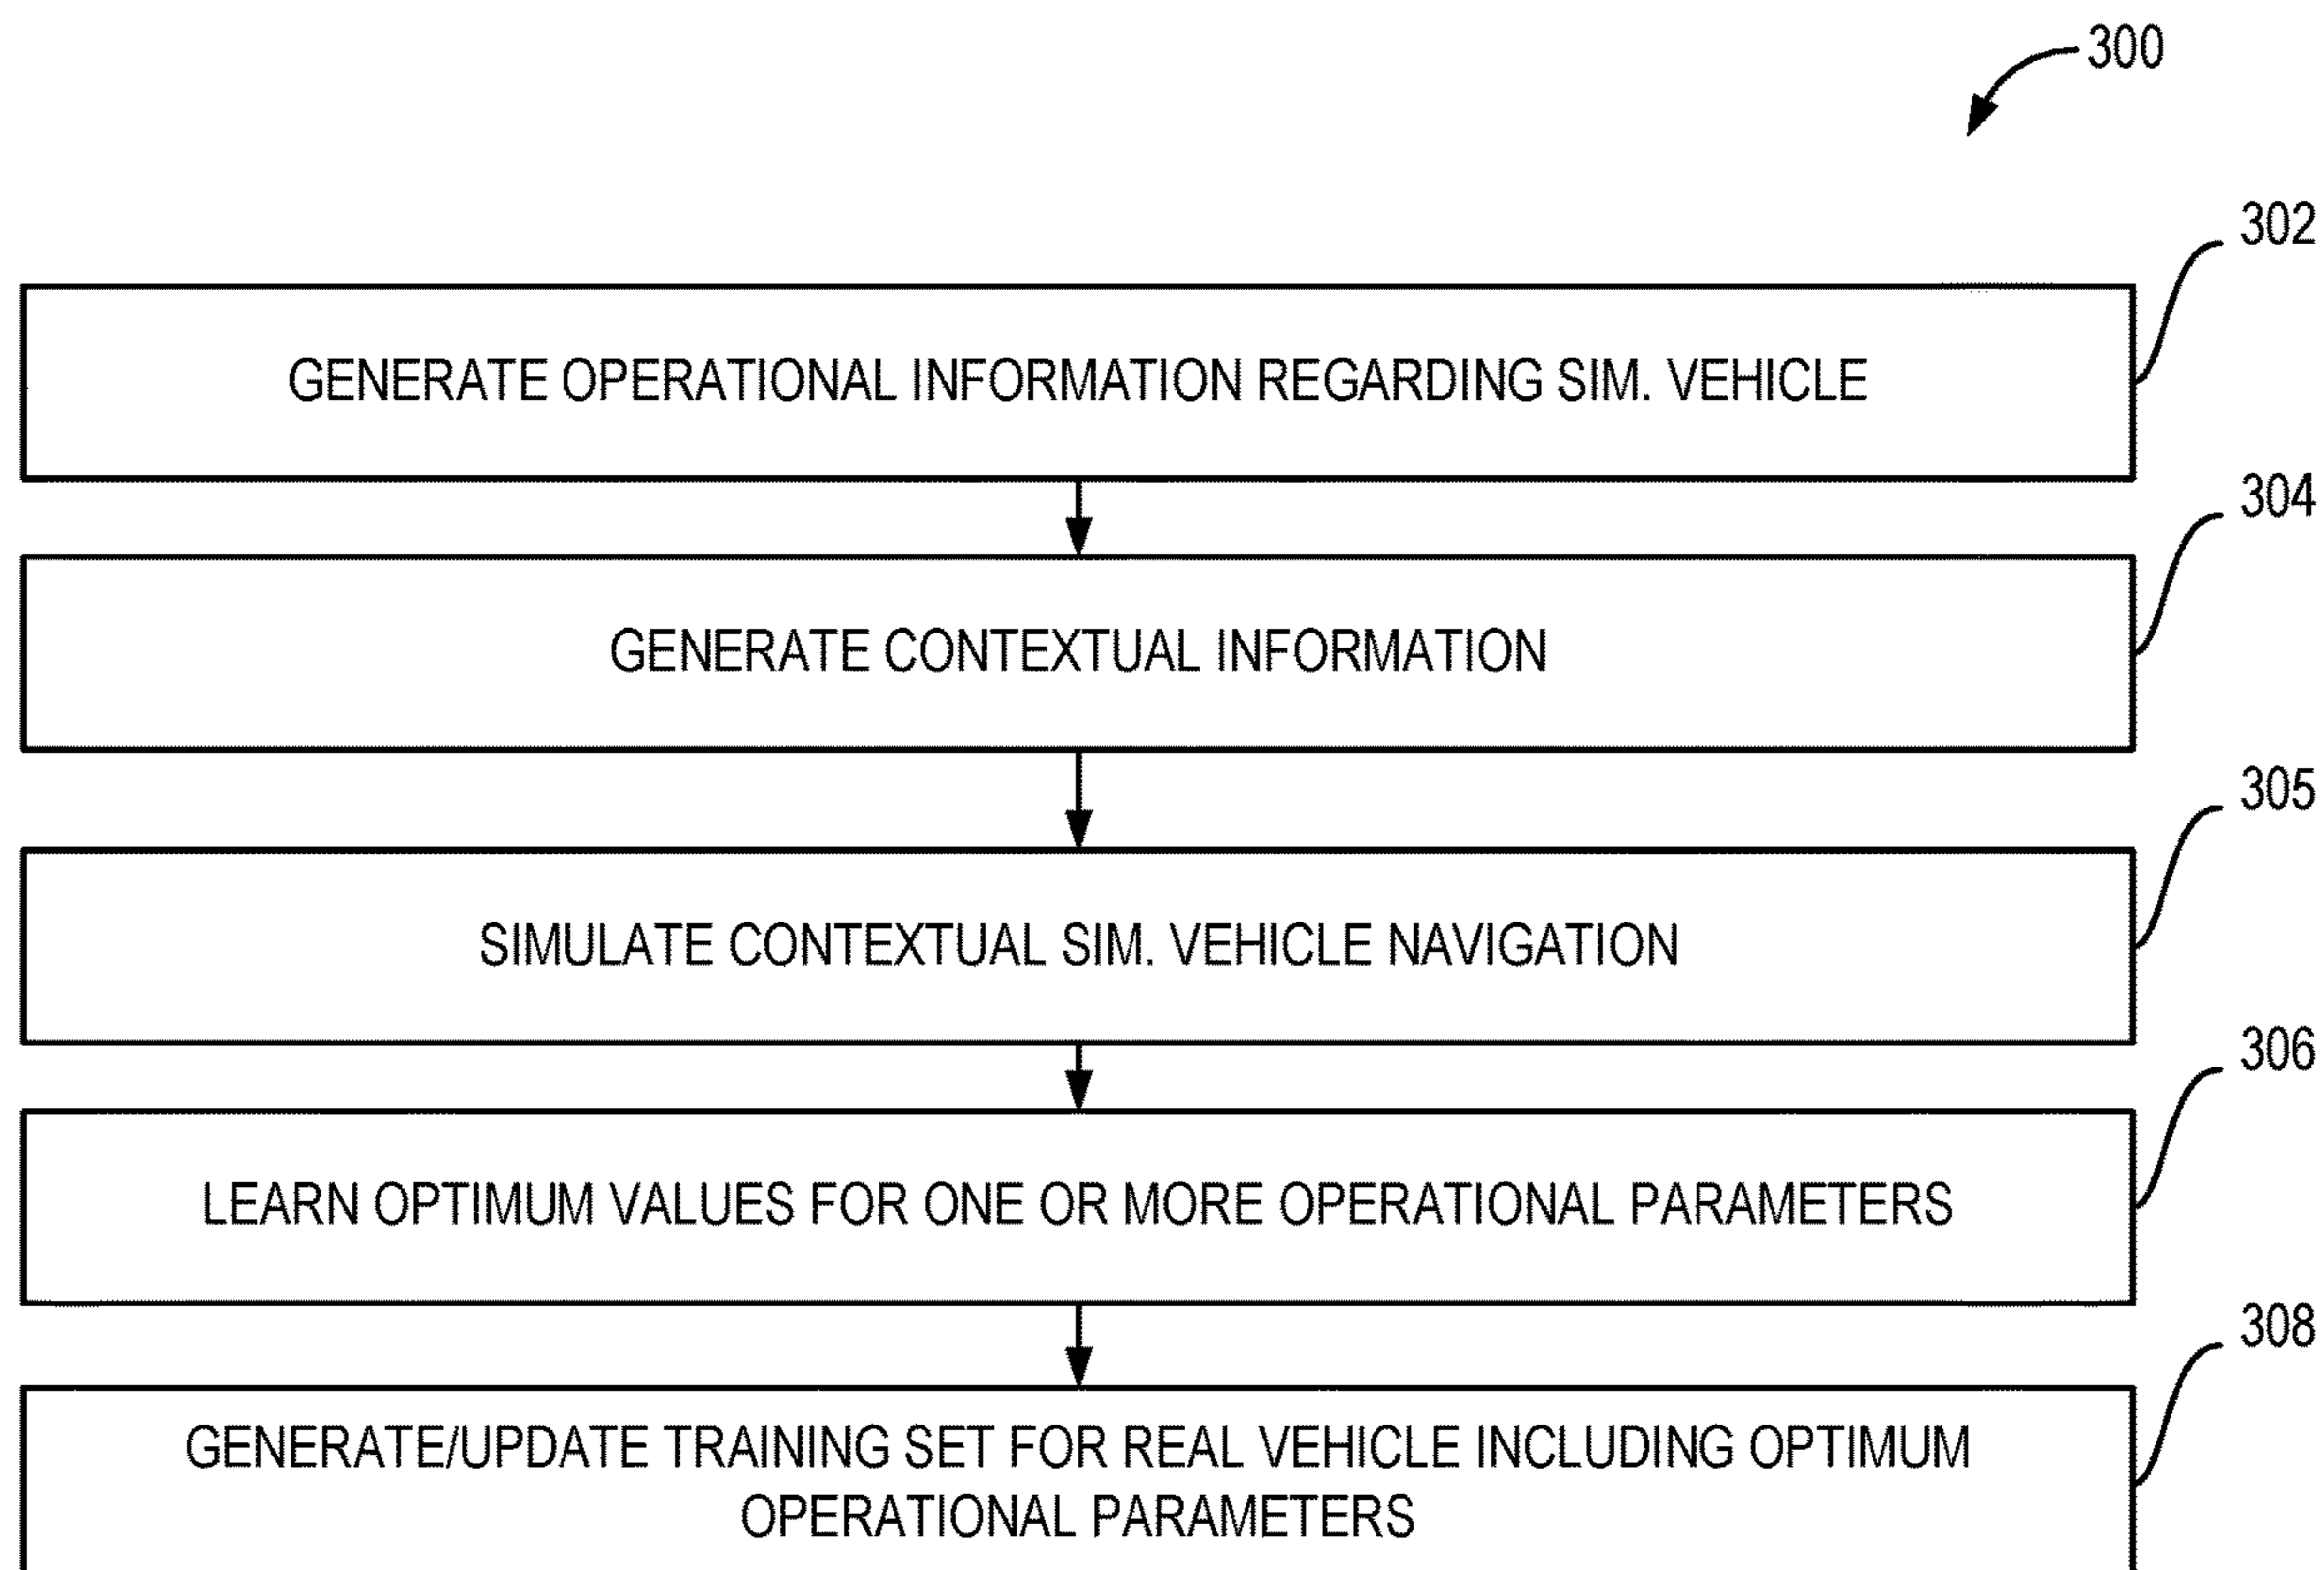 300
302
GENERATE OPERATIONAL INFORMATION REGARDING SIM. VEHICLE
304
GENERATE CONTEXTUAL INFORMATION
305
SIMULATE CONTEXTUAL SIM. VEHICLE NAVIGATION
306
LEARN OPTIMUM VALUES FOR ONE OR MORE OPERATIONAL PARAMETERS
308
GENERATE/UPDATE TRAINING SET FOR REAL VEHICLE INCLUDING OPTIMUM
OPERATIONAL PARAMETERS